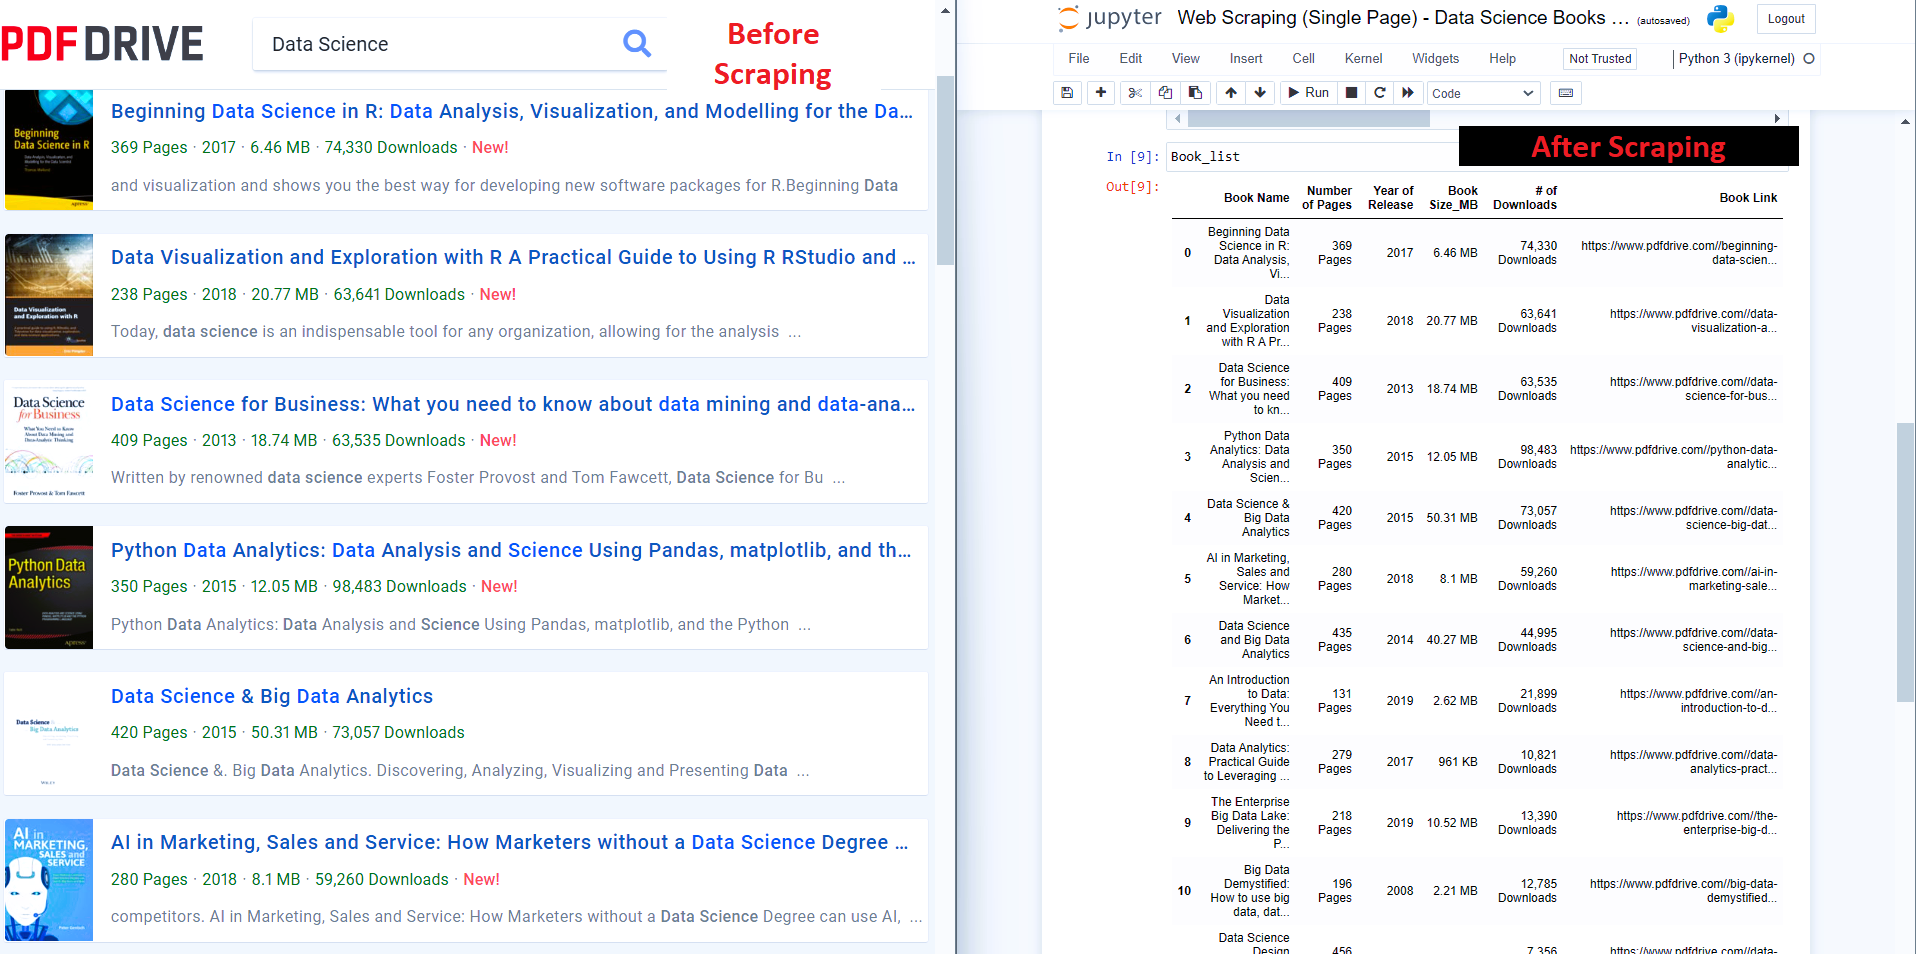 PDF DRIVE
Data Science
Before
Scraping
Beginning
Data Science in R
Apress
Beginning Data Science in R: Data Analysis, Visualization, and Modelling for the Da...
369 Pages · 2017 · 6.46 MB · 74,330 Downloads · New!
and visualization and shows you the best way for developing new software packages for R.Beginning Data
Data Visualization
and Exploration with R
Data Visualization and Exploration with R A Practical Guide to Using R RStudio and ...
238 Pages · 2018 · 20.77 MB · 63,641 Downloads · New!
Today, data science is an indispensable tool for any organization, allowing for the analysis ...
Data Science
for Business
What You Need to Know
About Data Mining and
Data-Analytic Thinking
Foster Provost & Tom Fawcett
Data Science for Business: What you need to know about data mining and data-ana...
409 Pages · 2013 · 18.74 MB · 63,535 Downloads · New!
Written by renowned data science experts Foster Provost and Tom Fawcett, Data Science for Bu ...
Python Data
Analytics
Apress
Python Data Analytics: Data Analysis and Science Using Pandas, matplotlib, and th...
350 Pages · 2015 · 12.05 MB · 98,483 Downloads · New!
Python Data Analytics: Data Analysis and Science Using Pandas, matplotlib, and the Python ...
Data Science
Big Data Analytics
WILEY
Data Science & Big Data Analytics
420 Pages · 2015 · 50.31 MB · 73,057 Downloads
Data Science &. Big Data Analytics. Discovering, Analyzing, Visualizing and Presenting Data ...
AI in
MARKETING,
SALES and
SERVICE
AI in Marketing, Sales and Service: How Marketers without a Data Science Degree ...
280 Pages · 2018 · 8.1 MB · 59,260 Downloads · New!
competitors. AI in Marketing, Sales and Service: How Marketers without a Data Science Degree can use AI, ...
jupyter Web Scraping (Single Page) - Data Science Books ... (autosaved) Logout
File Edit View Insert Cell Kernel Widgets Help Not Trusted Python 3 (ipykernel)
Run Code
After Scraping
In [9]: Book_list
Out[9]:
Book Name Number of Pages Year of Release Book Size_MB # of Downloads Book Link
0 Beginning Data Science in R: Data Analysis, Vi... 369 Pages 2017 6.46 MB 74,330 Downloads https://www.pdfdrive.com//beginning-data-scien...
1 Data Visualization and Exploration with R A Pr... 238 Pages 2018 20.77 MB 63,641 Downloads https://www.pdfdrive.com//data-visualization-a...
2 Data Science for Business: What you need to kn... 409 Pages 2013 18.74 MB 63,535 Downloads https://www.pdfdrive.com//data-science-for-bus...
3 Python Data Analytics: Data Analysis and Scien... 350 Pages 2015 12.05 MB 98,483 Downloads https://www.pdfdrive.com//python-data-analytic...
4 Data Science & Big Data Analytics 420 Pages 2015 50.31 MB 73,057 Downloads https://www.pdfdrive.com//data-science-big-dat...
5 AI in Marketing, Sales and Service: How Market... 280 Pages 2018 8.1 MB 59,260 Downloads https://www.pdfdrive.com//ai-in-marketing-sale...
6 Data Science and Big Data Analytics 435 Pages 2014 40.27 MB 44,995 Downloads https://www.pdfdrive.com//data-science-and-big...
7 An Introduction to Data: Everything You Need t... 131 Pages 2019 2.62 MB 21,899 Downloads https://www.pdfdrive.com//an-introduction-to-d...
8 Data Analytics: Practical Guide to Leveraging ... 279 Pages 2017 961 KB 10,821 Downloads https://www.pdfdrive.com//data-analytics-pract...
9 The Enterprise Big Data Lake: Delivering the P... 218 Pages 2019 10.52 MB 13,390 Downloads https://www.pdfdrive.com//the-enterprise-big-d...
10 Big Data Demystified: How to use big data, dat... 196 Pages 2008 2.21 MB 12,785 Downloads https://www.pdfdrive.com//big-data-demystified...
Data Science Design 456 7,356 https://www.pdfdrive.com//data-